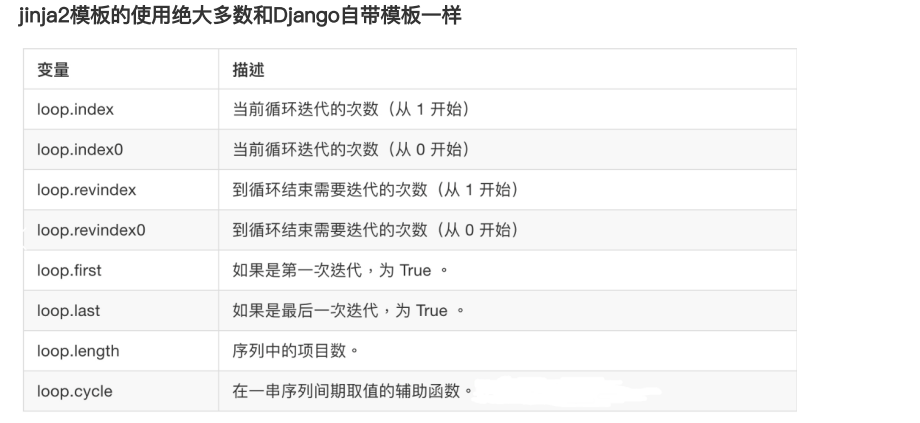 jinja2模板的使用绝大多数和Django自带模板一样
变量 描述
loop.index 当前循环迭代的次数（从 1 开始）
loop.index0 当前循环迭代的次数（从 0 开始）
loop.revindex 到循环结束需要迭代的次数（从 1 开始）
loop.revindex0 到循环结束需要迭代的次数（从 0 开始）
loop.first 如果是第一次迭代，为 True 。
loop.last 如果是最后一次迭代，为 True 。
loop.length 序列中的项目数。
loop.cycle 在一串序列间期取值的辅助函数。